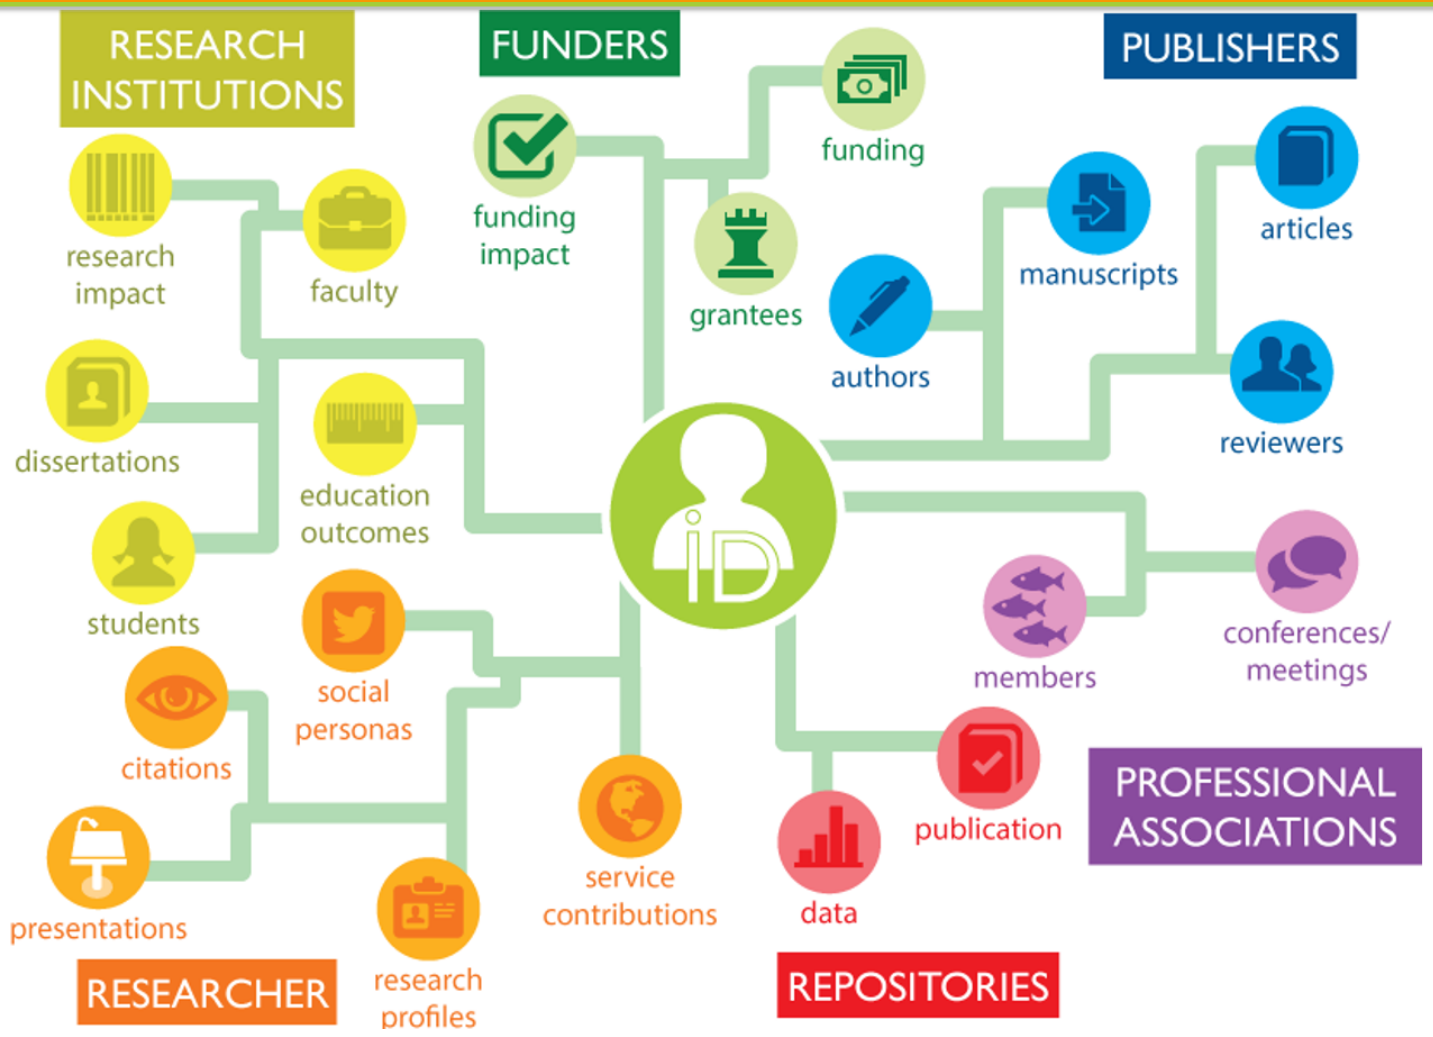 RESEARCH
INSTITUTIONS
research
impact
faculty
dissertations
education
outcomes
students
FUNDERS
funding
funding
impact
grantees
PUBLISHERS
articles
manuscripts
authors
reviewers
iD
social
personas
citations
presentations
research
profiles
service
contributions
RESEARCHER
data
publication
REPOSITORIES
members
conferences/
meetings
PROFESSIONAL
ASSOCIATIONS